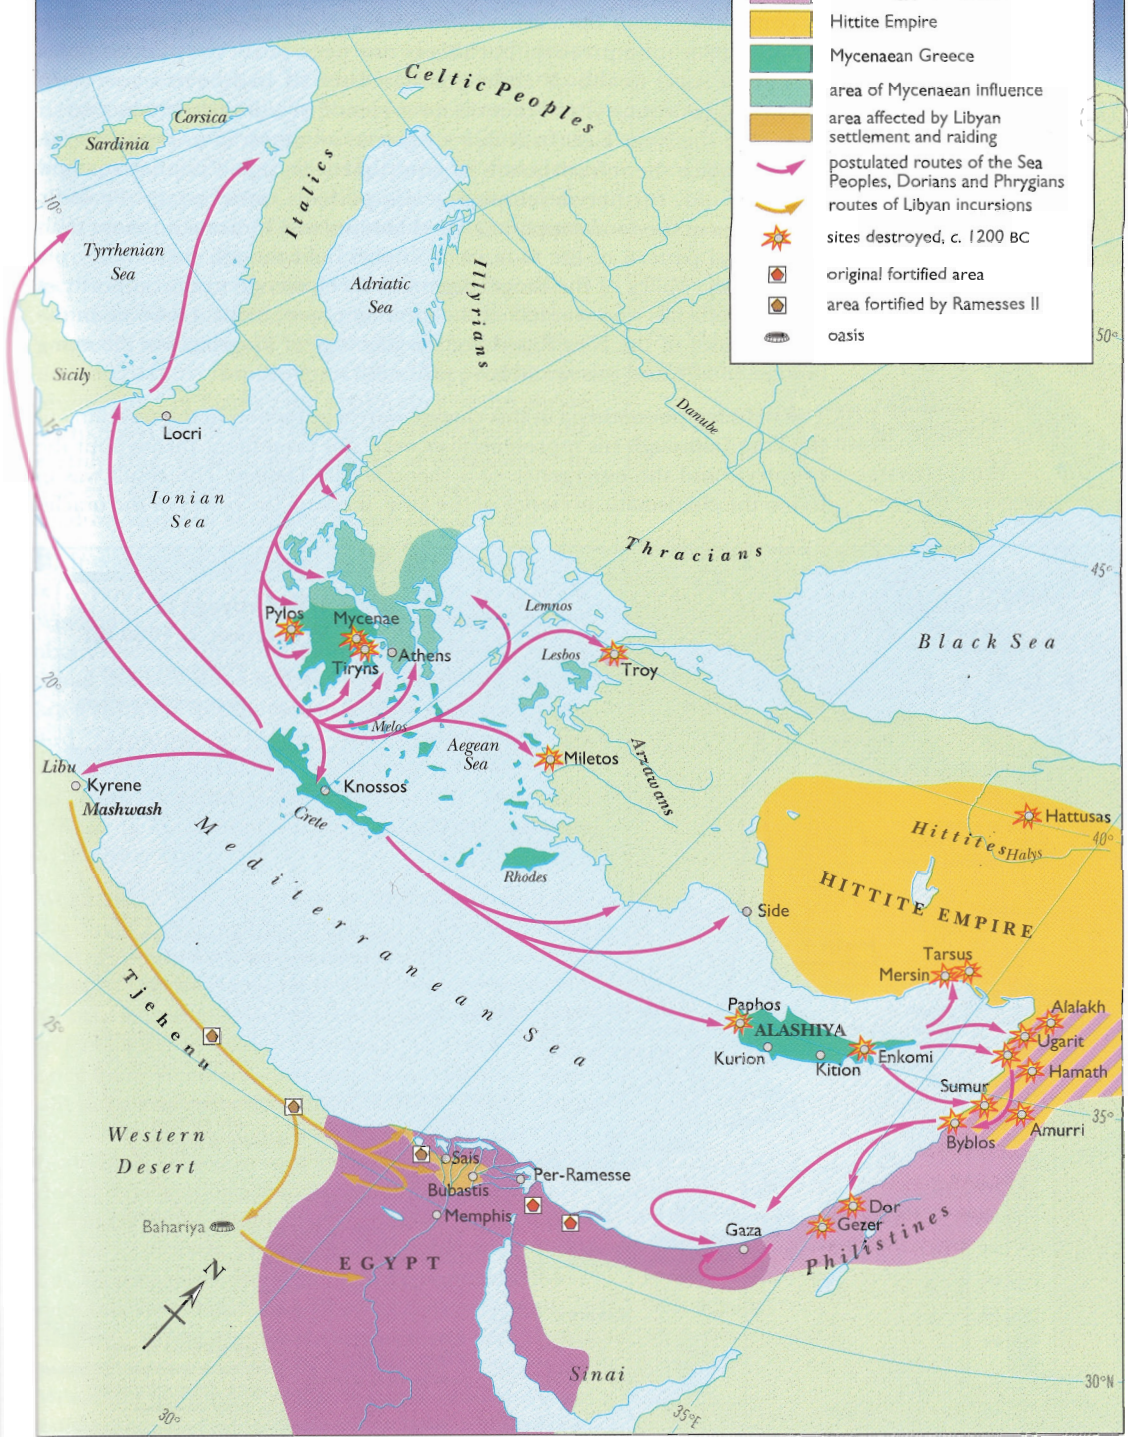 Hittite Empire
Mycenaean Greece
area of Mycenaean influence
area affected by Libyan
settlement and raiding
postulated routes of the Sea
Peoples, Dorians and Phrygians
routes of Libyan incursions
sites destroyed, c. 1200 BC
original fortified area
area fortified by Ramesses II
oasis
Celtic Peoples
Corsica
Sardinia
Italics
10°
Tyrrhenian
Sea
Adriatic
Sea
Illyrians
50°
Sicily
15°
Locri
Danube
Ionian
Sea
Thracians
45°
Black Sea
Lemnos
Pylos
Mycenae
Athens
Lesbos
Tiryns
Troy
20°
Melos
Aegean
Sea
Miletos
Arzawans
Libu
Kyrene
Mashwash
Knossos
Crete
Hattusas
Hittites
Halys
40°
Mediterranean Sea
Rhodes
HITTITE EMPIRE
Side
Tarsus
Mersin
Tjehenu
25°
Paphos
ALASHIYA
Kurion
Kition
Enkomi
Alalakh
Ugarit
Hamath
Sumur
35°
Amurri
Byblos
Western
Desert
Sais
Bubastis
Per-Ramesse
Memphis
Bahariya
Dor
Gezer
Gaza
Philistines
EGYPT
N
Sinai
30°N
30°
35°E